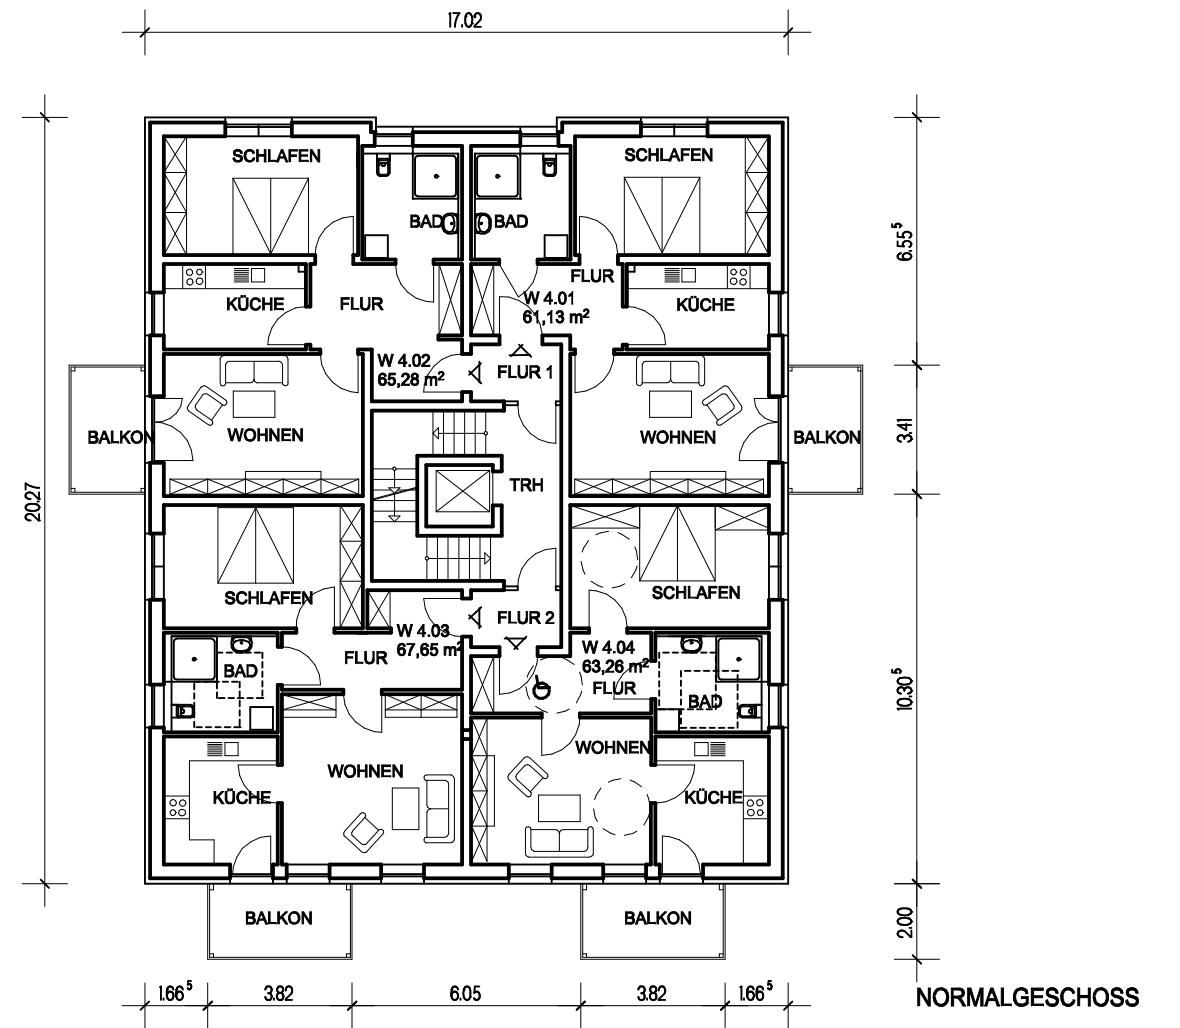 17.02
SCHLAFEN
SCHLAFEN
BAD
BAD
6.55⁵
FLUR
KÜCHE
FLUR
W 4.01
61,13 m²
KÜCHE
W 4.02
65,28 m²
FLUR 1
BALKON
WOHNEN
WOHNEN
BALKON
3.41
TRH
20.27
SCHLAFEN
SCHLAFEN
FLUR 2
W 4.03
67,65 m²
W 4.04
63,26 m²
BAD
FLUR
FLUR
BAD
10.30⁵
WOHNEN
WOHNEN
KÜCHE
KÜCHE
BALKON
BALKON
2.00
1.66⁵
3.82
6.05
3.82
1.66⁵
NORMALGESCHOSS